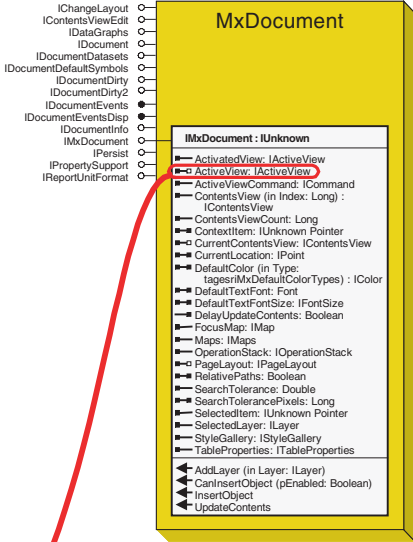 MxDocument
IChangeLayout
IContentsViewEdit
IDataGraphs
IDocument
IDocumentDatasets
IDocumentDefaultSymbols
IDocumentDirty
IDocumentDirty2
IDocumentEvents
IDocumentEventsDisp
IDocumentInfo
IMxDocument
IPersist
IPropertySupport
IReportUnitFormat
IMxDocument : IUnknown
ActivatedView: IActiveView
ActiveView: IActiveView
ActiveViewCommand: ICommand
ContentsView (in Index: Long) :
IContentsView
ContentsViewCount: Long
ContextItem: IUnknown Pointer
CurrentContentsView: IContentsView
CurrentLocation: IPoint
DefaultColor (in Type:
tagesriMxDefaultColorTypes) : IColor
DefaultTextFont: Font
DefaultTextFontSize: IFontSize
DelayUpdateContents: Boolean
FocusMap: IMap
Maps: IMaps
OperationStack: IOperationStack
PageLayout: IPageLayout
RelativePaths: Boolean
SearchTolerance: Double
SearchTolerancePixels: Long
SelectedItem: IUnknown Pointer
SelectedLayer: ILayer
StyleGallery: IStyleGallery
TableProperties: ITableProperties
AddLayer (in Layer: ILayer)
CanInsertObject (pEnabled: Boolean)
InsertObject
UpdateContents